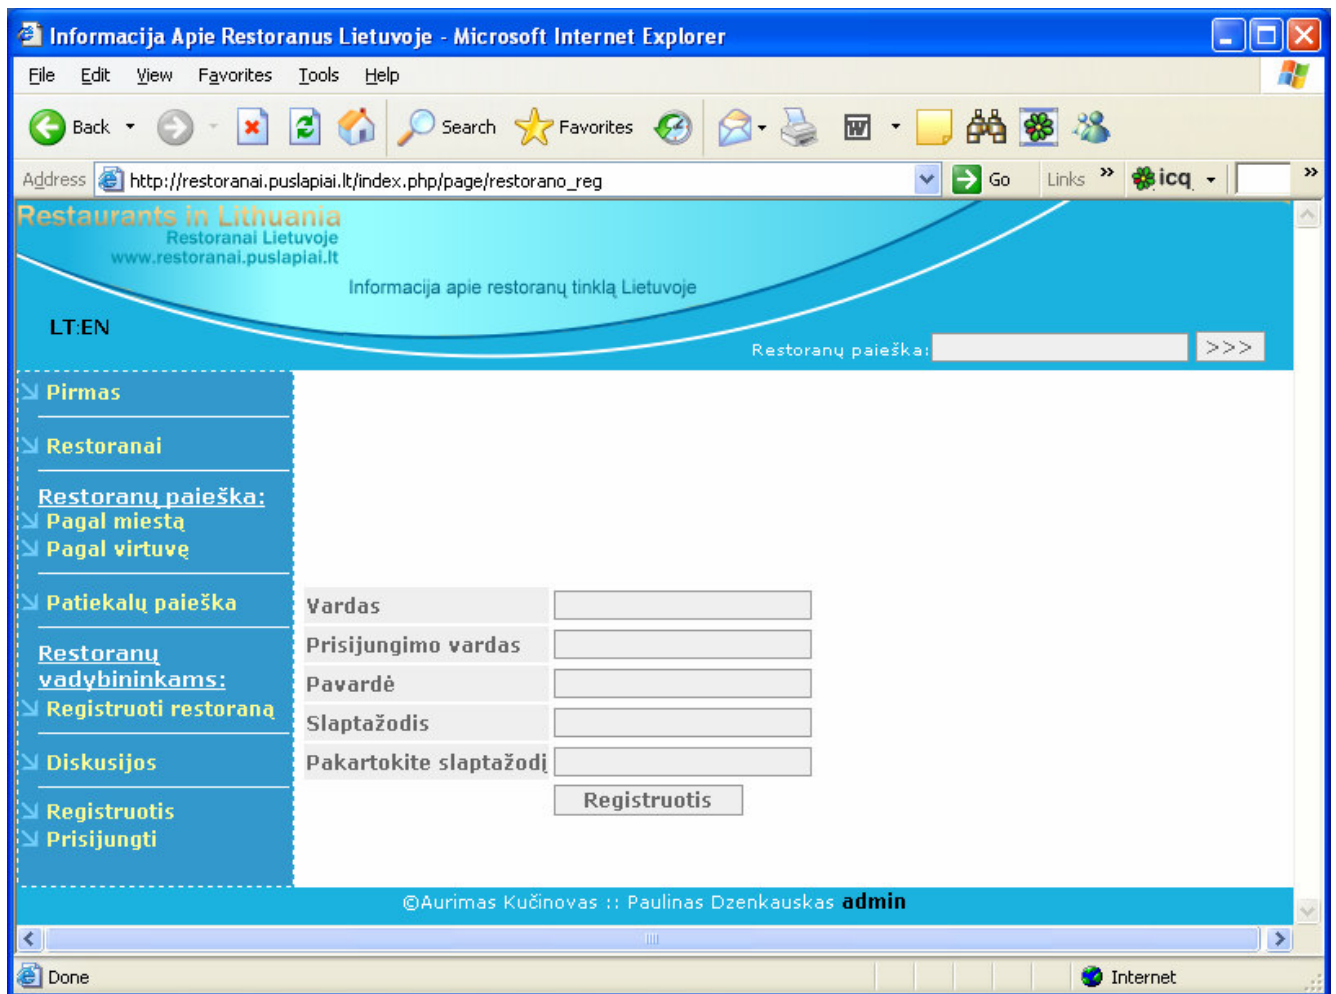 Informacija Apie Restoranus Lietuvoje - Microsoft Internet Explorer
File Edit View Favorites Tools Help
Back Search Favorites
Address http://restoranai.puslapiai.lt/index.php/page/restorano_reg Go Links » icq »
Restaurants in Lithuania
Restoranai Lietuvoje
www.restoranai.puslapiai.lt
Informacija apie restoranų tinklą Lietuvoje
LT:EN
Restoranų paieška: >>>
Pirmas
Restoranai
Restoranų paieška:
Pagal miestą
Pagal virtuvę
Patiekalų paieška
Restoranų
vadybininkams:
Registruoti restoraną
Diskusijos
Registruotis
Prisijungti
Vardas
Prisijungimo vardas
Pavardė
Slaptažodis
Pakartokite slaptažodį
Registruotis
©Aurimas Kučinovas :: Paulinas Dzenkauskas admin
Done Internet